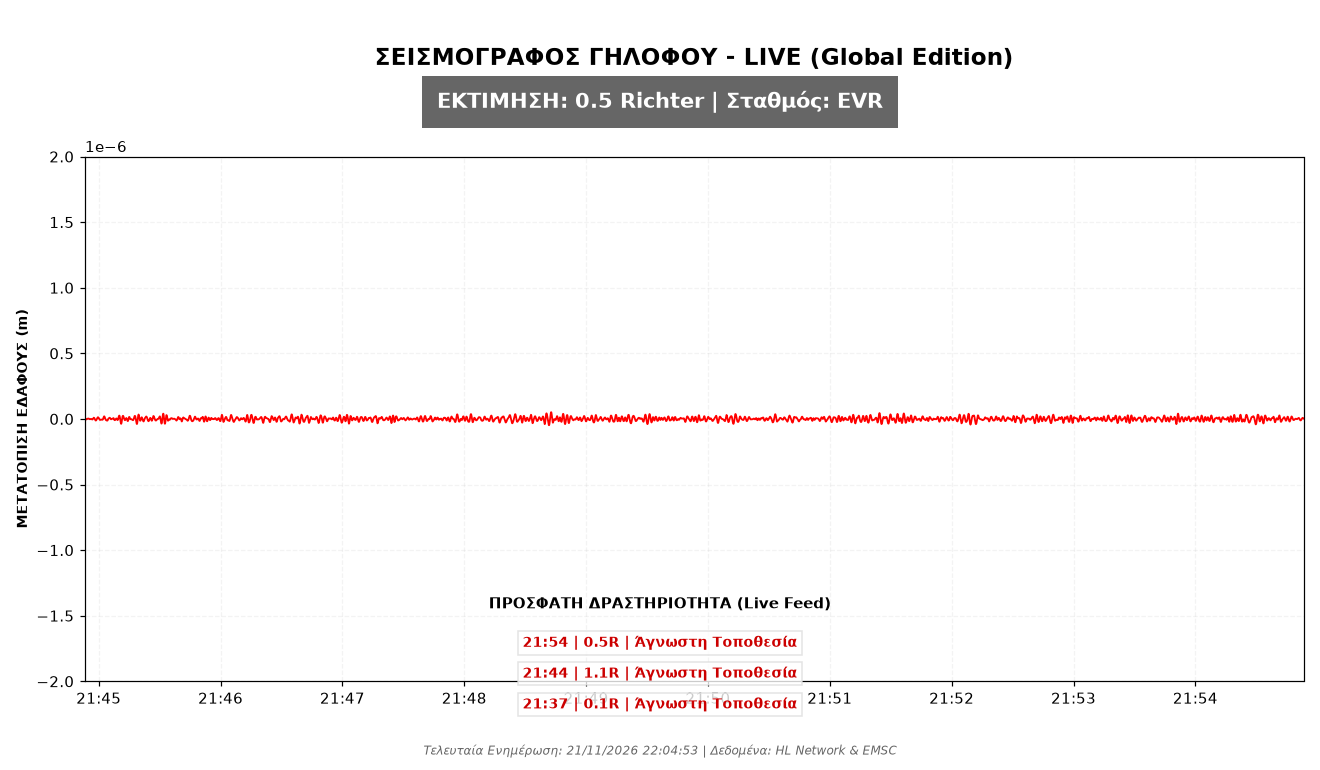 ΣΕΙΣΜΟΓΡΑΦΟΣ ΓΗΛΟΦΟΥ - LIVE (Global Edition)
ΕΚΤΙΜΗΣΗ: 0.5 Richter | Σταθμός: EVR
1e−6
2.0
1.5
1.0
0.5
0.0
−0.5
−1.0
−1.5
−2.0
ΜΕΤΑΤΟΠΙΣΗ ΕΔΑΦΟΥΣ (m)
ΠΡΟΣΦΑΤΗ ΔΡΑΣΤΗΡΙΟΤΗΤΑ (Live Feed)
21:54 | 0.5R | Άγνωστη Τοποθεσία
21:44 | 1.1R | Άγνωστη Τοποθεσία
21:37 | 0.1R | Άγνωστη Τοποθεσία
21:45 21:46 21:47 21:48 21:49 21:50 21:51 21:52 21:53 21:54
Τελευταία Ενημέρωση: 21/11/2026 22:04:53 | Δεδομένα: HL Network & EMSC